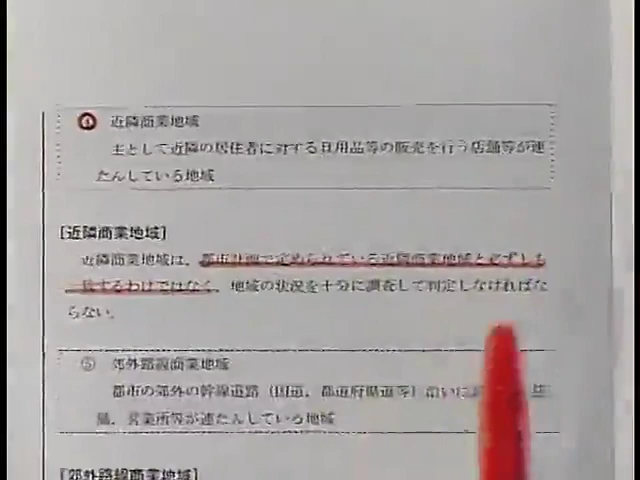 ④ 近隣商業地域
主として近隣の居住者に対する日用品等の販売を行う店舗等が連
たんしている地域
[近隣商業地域]
近隣商業地域は、都市計画で定められている近隣商業地域と必ずしも
一致するわけではなく、地域の状況を十分に調査して判定しなければな
らない。
⑤ 郊外路線商業地域
都市の郊外の幹線道路（国道、都道府県道等）沿いに
舗、営業所等が連たんしている地域
[郊外路線商業地域]